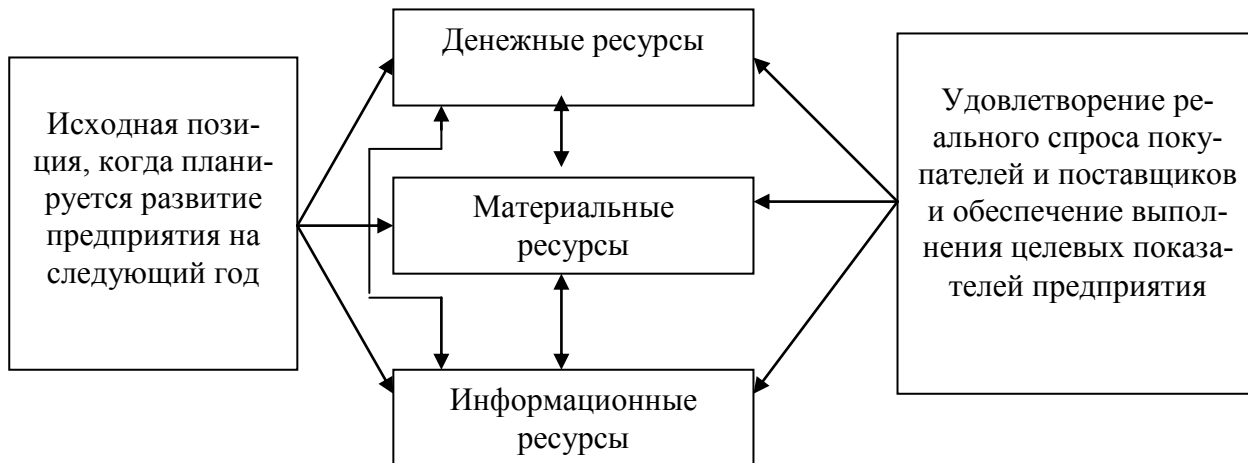 Исходная пози-
ция, когда плани-
руется развитие
предприятия на
следующий год
Денежные ресурсы
Материальные
ресурсы
Информационные
ресурсы
Удовлетворение ре-
ального спроса поку-
пателей и поставщиков
и обеспечение выпол-
нения целевых показа-
телей предприятия